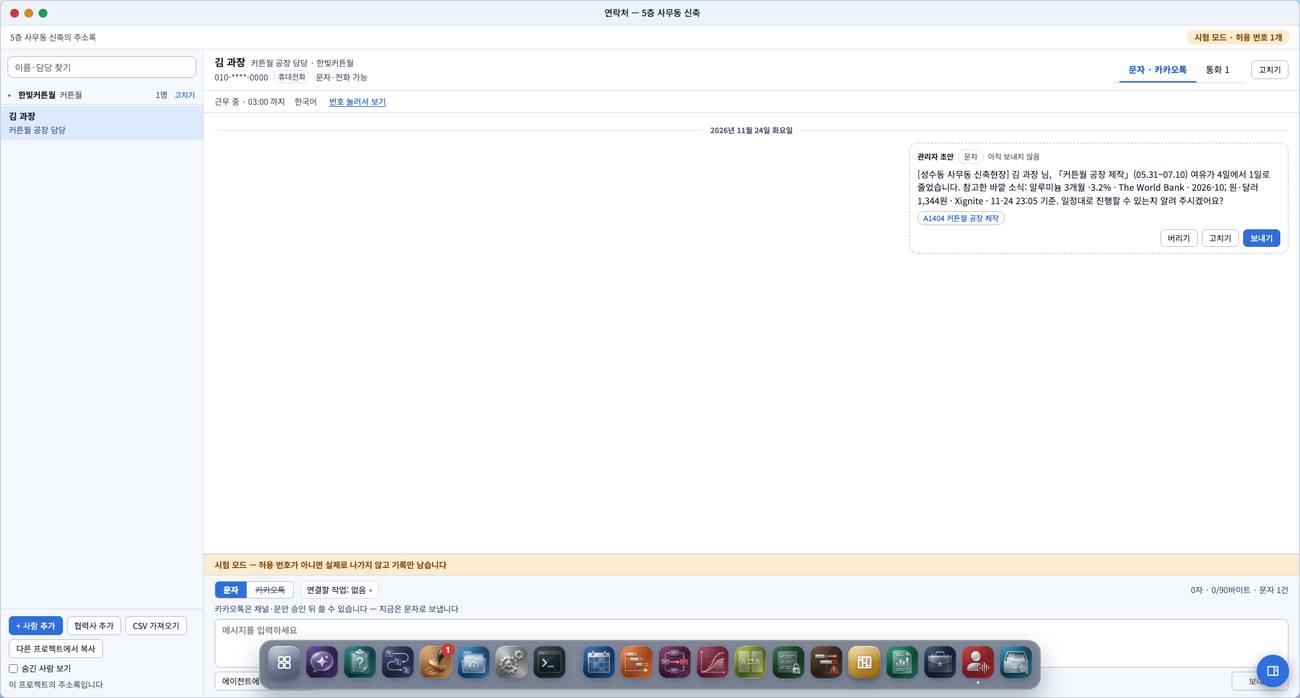 연락처 — 5층 사무동 신축
5층 사무동 신축의 주소록
시험 모드 · 허용 번호 1개
이름·담당 찾기
한빛커튼월 커튼월 1명 고치기
김 과장
커튼월 공장 담당
김 과장 커튼월 공장 담당 · 한빛커튼월
010-****-0000 휴대전화 문자·전화 가능
문자 · 카카오톡 통화 1 고치기
근무 중 · 03:00 까지 한국어 번호 눌러서 보기
2026년 11월 24일 화요일
관리자 초안 문자 아직 보내지 않음
[성수동 사무동 신축현장] 김 과장 님, 「커튼월 공장 제작」(05.31~07.10) 여유가 4일에서 1일로
줄었습니다. 참고한 바깥 소식: 알루미늄 3개월 -3.2% · The World Bank · 2026-10; 원·달러
1,344원 · Xignite · 11-24 23:05 기준. 일정대로 진행할 수 있는지 알려 주시겠어요?
A1404 커튼월 공장 제작
버리기 고치기 보내기
시험 모드 — 허용 번호가 아니면 실제로 나가지 않고 기록만 남습니다
문자 카카오톡 연결할 작업: 없음
0자 · 0/90바이트 · 문자 1건
카카오톡은 채널·문안 승인 뒤 쓸 수 있습니다 — 지금은 문자로 보냅니다
메시지를 입력하세요
+ 사람 추가 협력사 추가 CSV 가져오기
다른 프로젝트에서 복사
숨긴 사람 보기
이 프로젝트의 주소록입니다
에이전트에
1